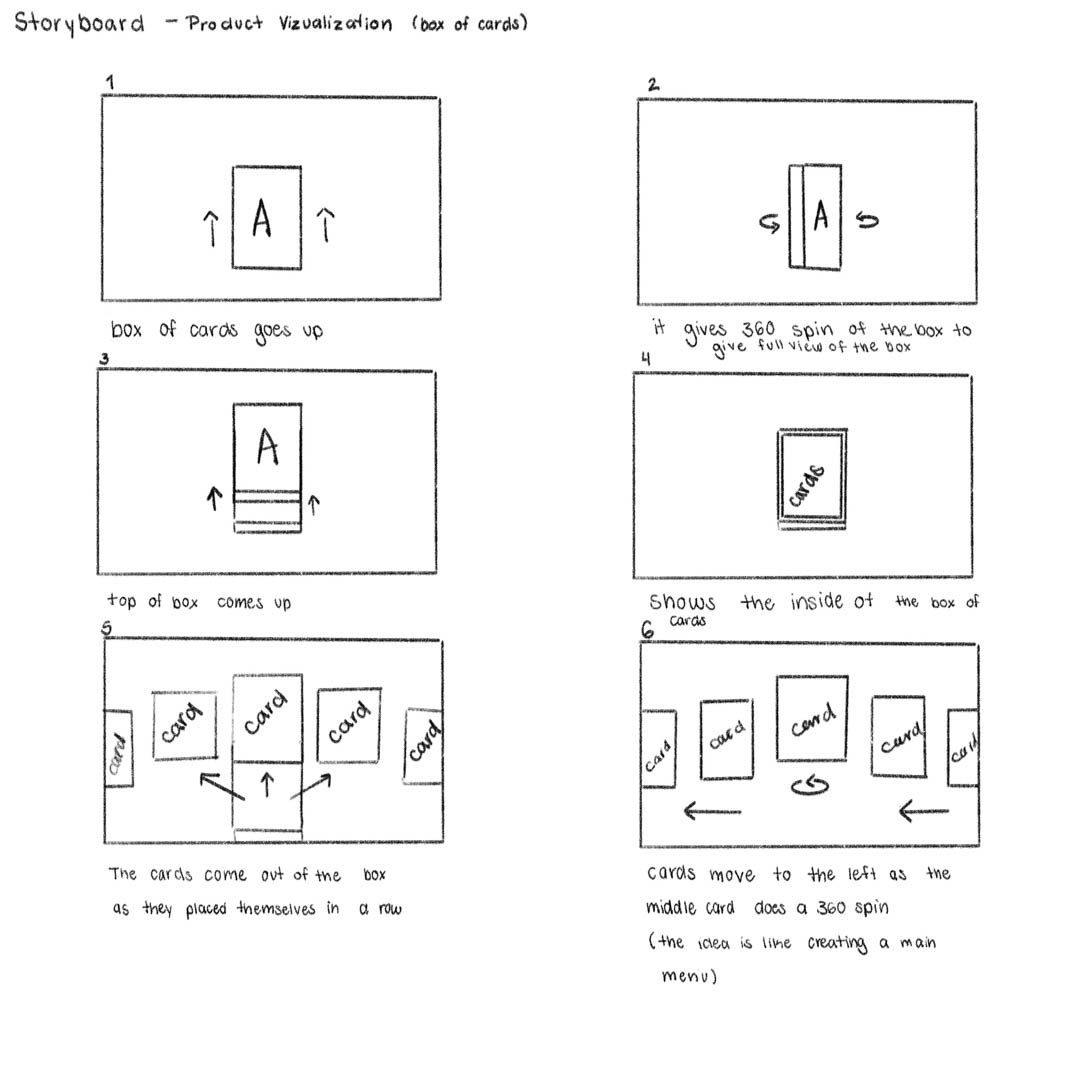 Storyboard - Product Vizualization (box of cards)
1
A
box of cards goes up
2
A
it gives 360 spin of the box to
give full view of the box
3
A
top of box comes up
4
cards
shows the inside of the box of
cards
5
card
card
card
card
card
The cards come out of the box
as they placed themselves in a row
6
card
card
card
card
card
cards move to the left as the
middle card does a 360 spin
(the idea is like creating a main
menu)